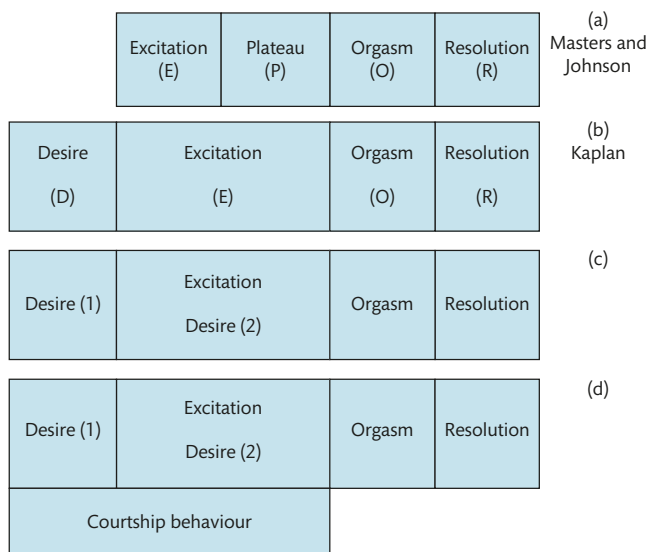 Excitation
(E)
Plateau
(P)
Orgasm
(O)
Resolution
(R)
(a)
Masters and
Johnson
Desire
(D)
Excitation
(E)
Orgasm
(O)
Resolution
(R)
(b)
Kaplan
Desire (1)
Excitation
Desire (2)
Orgasm
Resolution
(c)
Desire (1)
Excitation
Desire (2)
Orgasm
Resolution
(d)
Courtship behaviour